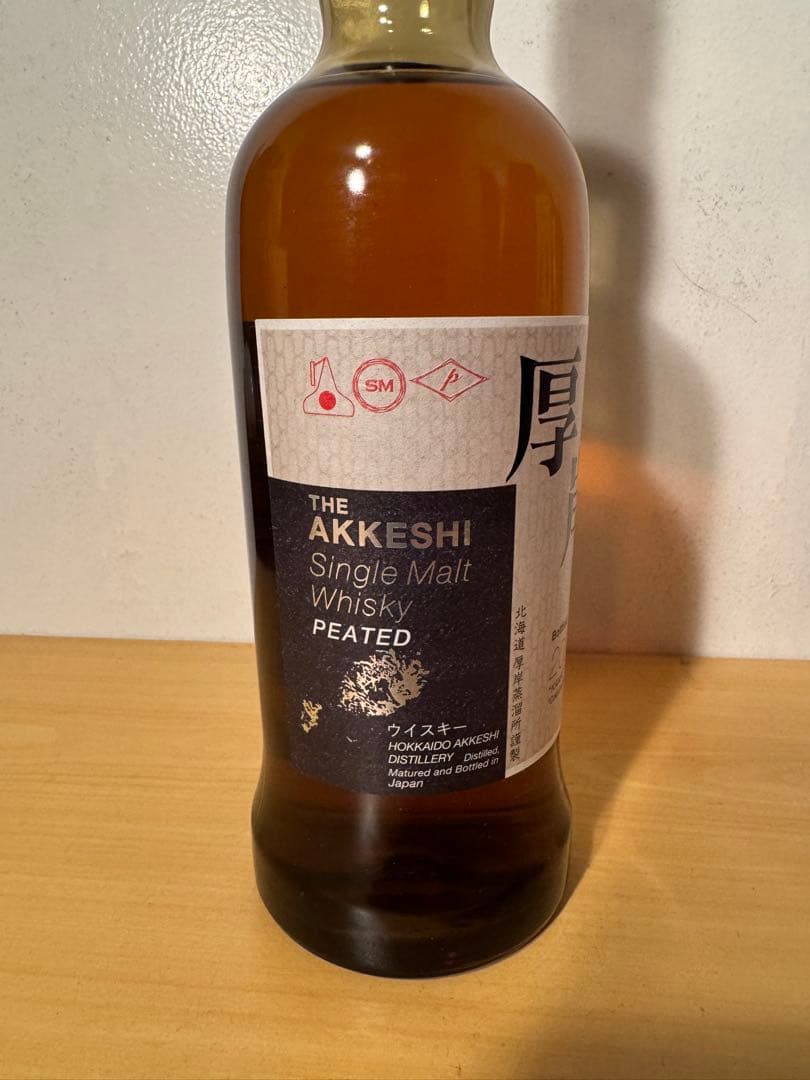 SM
p
厚
THE
AKKESHI
Single Malt
Whisky
PEATED
ウイスキー
HOKKAIDO AKKESHI
DISTILLERY Distilled,
Matured and Bottled in
Japan
北海道 厚岸蒸溜所謹製